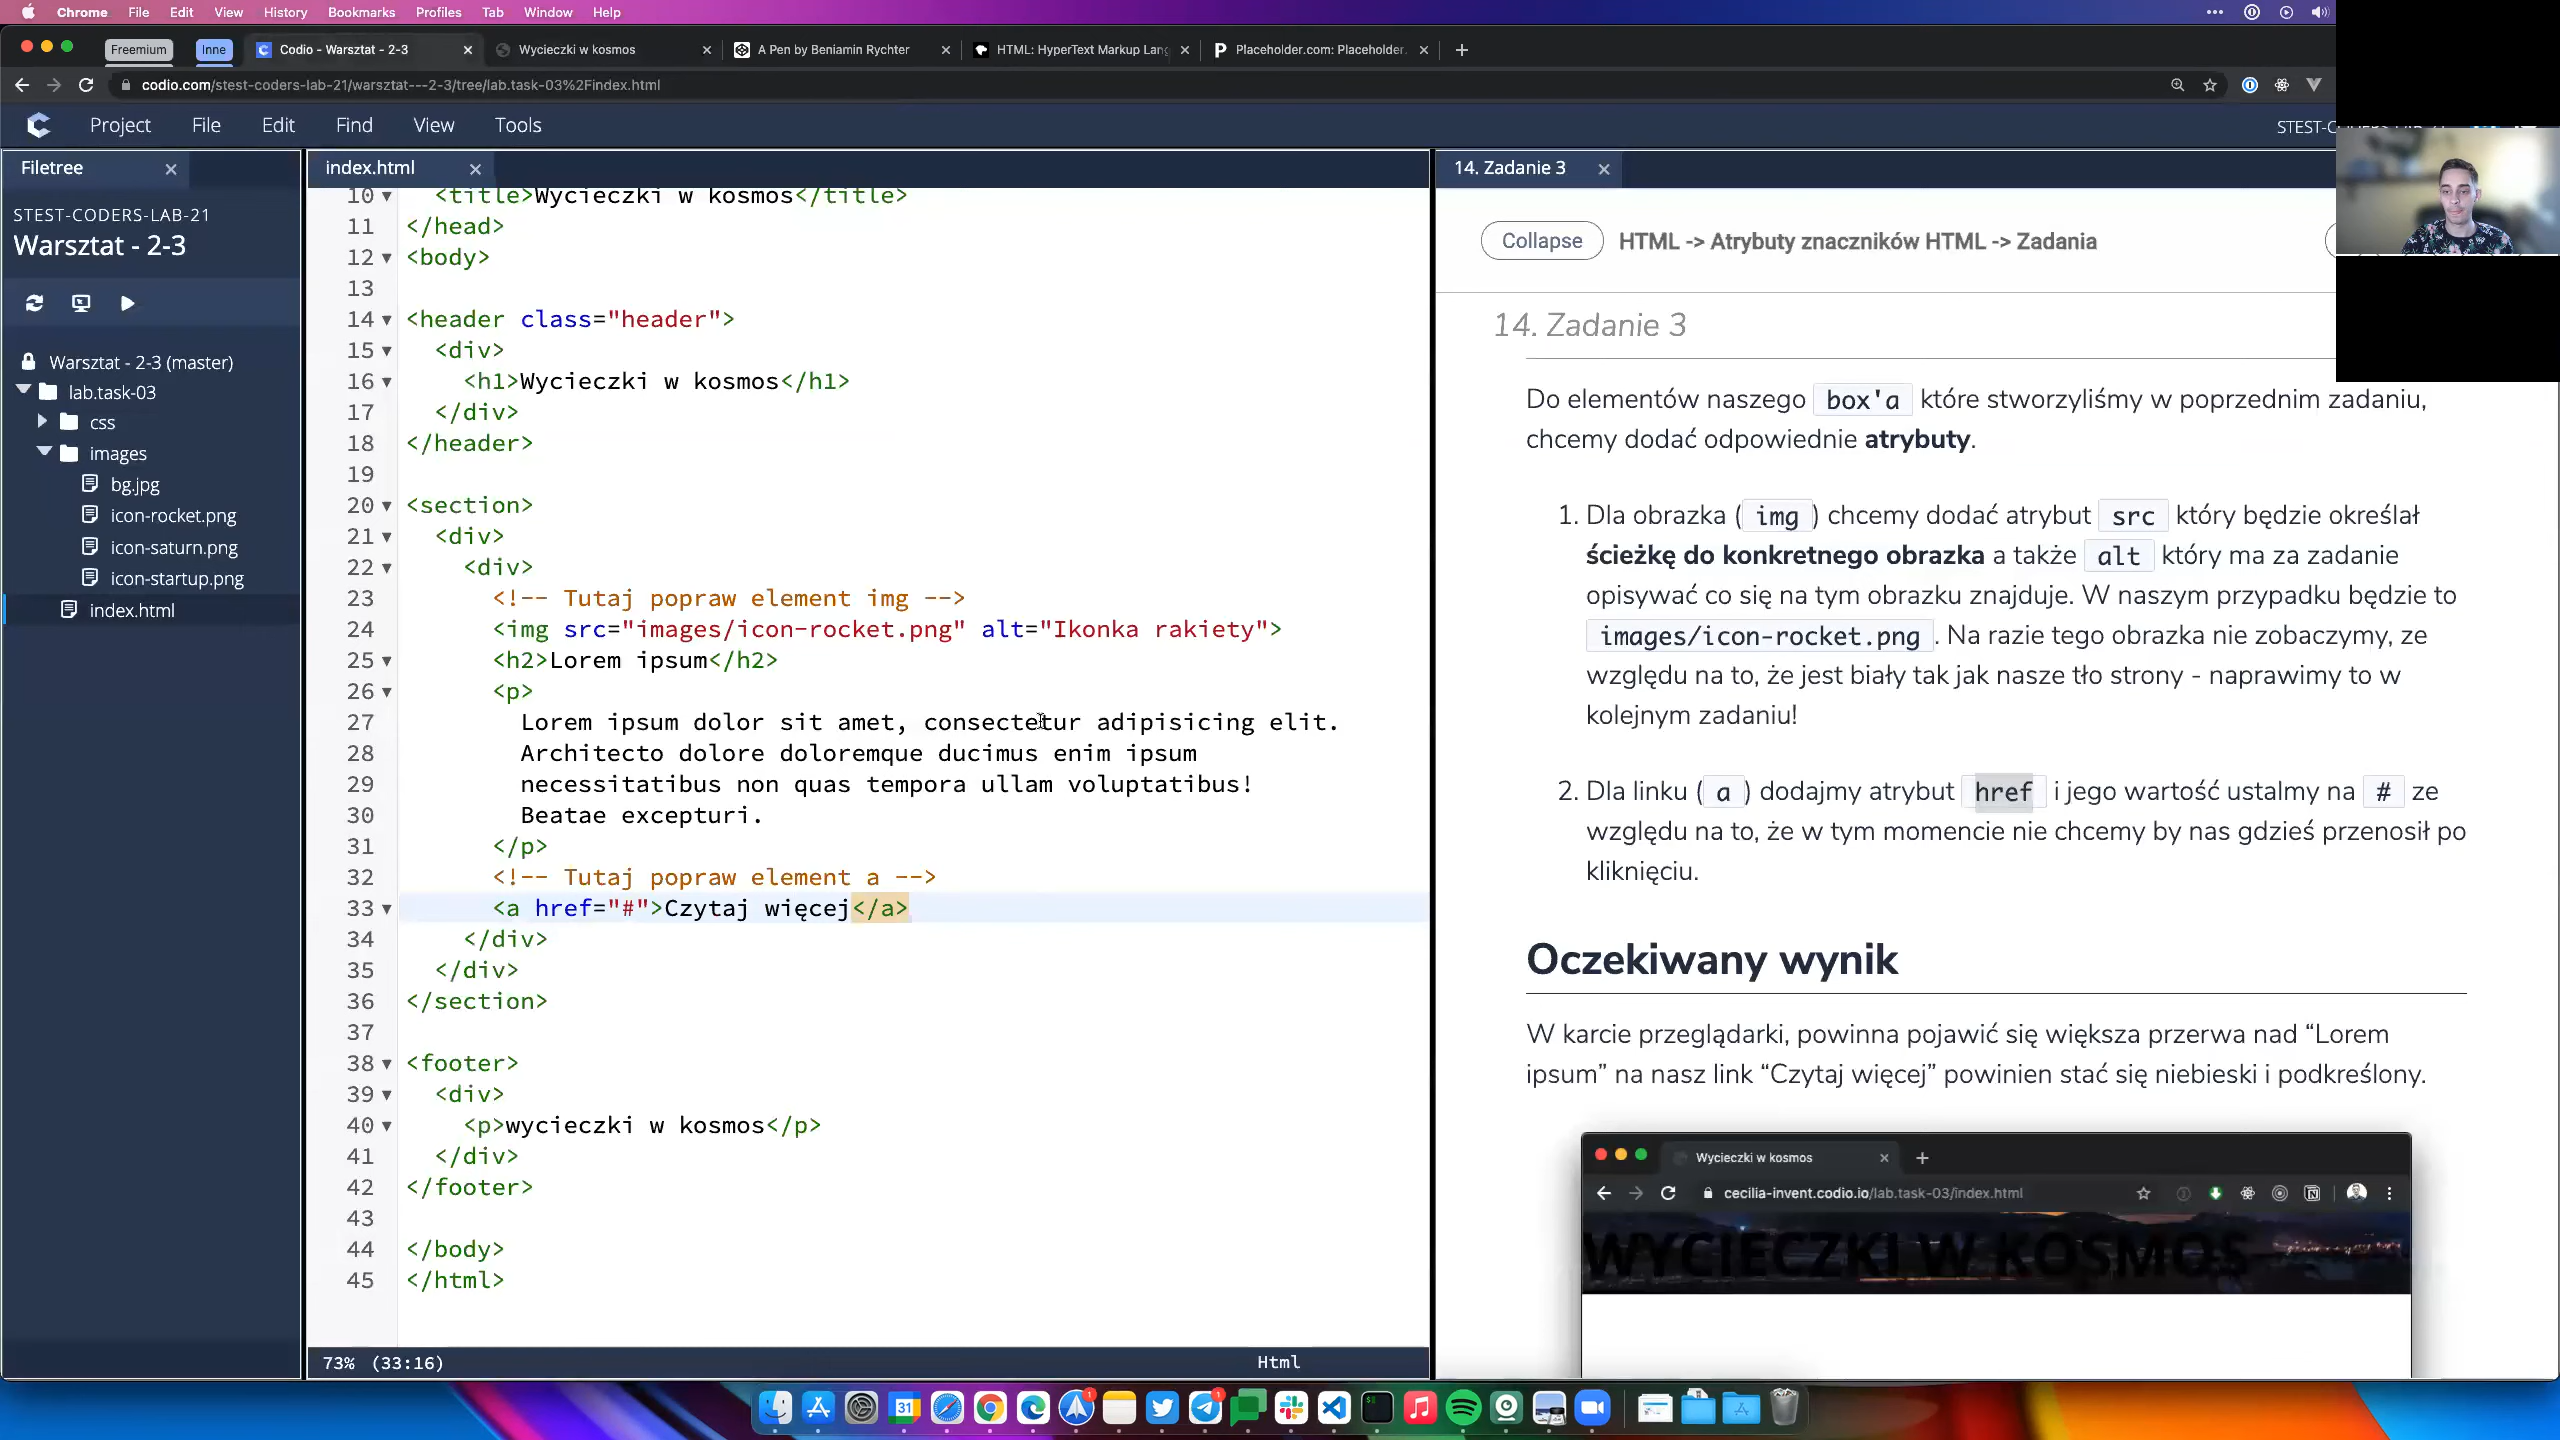 Chrome File Edit View History Bookmarks Profiles Tab Window Help
Freemium
Inne
Codio - Warsztat - 2-3
Wycieczki w kosmos
A Pen by Beniamin Rychter
HTML: HyperText Markup Lang
Placeholder.com: Placeholder.
codio.com/stest-coders-lab-21/warsztat---2-3/tree/lab.task-03%2Findex.html
Project File Edit Find View Tools
STEST-C
Filetree
STEST-CODERS-LAB-21
Warsztat - 2-3
Warsztat - 2-3 (master)
lab.task-03
css
images
bg.jpg
icon-rocket.png
icon-saturn.png
icon-startup.png
index.html
index.html
10 <title>Wycieczki w kosmos</title>
11 </head>
12 <body>
13
14 <header class="header">
15 <div>
16 <h1>Wycieczki w kosmos</h1>
17 </div>
18 </header>
19
20 <section>
21 <div>
22 <div>
23 <!-- Tutaj popraw element img -->
24 <img src="images/icon-rocket.png" alt="Ikonka rakiety">
25 <h2>Lorem ipsum</h2>
26 <p>
27 Lorem ipsum dolor sit amet, consectetur adipisicing elit.
28 Architecto dolore doloremque ducimus enim ipsum
29 necessitatibus non quas tempora ullam voluptatibus!
30 Beatae excepturi.
31 </p>
32 <!-- Tutaj popraw element a -->
33 <a href="#">Czytaj więcej</a>
34 </div>
35 </div>
36 </section>
37
38 <footer>
39 <div>
40 <p>wycieczki w kosmos</p>
41 </div>
42 </footer>
43
44 </body>
45 </html>
73% (33:16) Html
14. Zadanie 3
Collapse
HTML -> Atrybuty znaczników HTML -> Zadania
14. Zadanie 3
Do elementów naszego box'a które stworzyliśmy w poprzednim zadaniu,
chcemy dodać odpowiednie atrybuty.
1. Dla obrazka ( img ) chcemy dodać atrybut src który będzie określał
ścieżkę do konkretnego obrazka a także alt który ma za zadanie
opisywać co się na tym obrazku znajduje. W naszym przypadku będzie to
images/icon-rocket.png . Na razie tego obrazka nie zobaczymy, ze
względu na to, że jest biały tak jak nasze tło strony - naprawimy to w
kolejnym zadaniu!
2. Dla linku ( a ) dodajmy atrybut href i jego wartość ustalmy na # ze
względu na to, że w tym momencie nie chcemy by nas gdzieś przenosił po
kliknięciu.
Oczekiwany wynik
W karcie przeglądarki, powinna pojawić się większa przerwa nad “Lorem
ipsum” na nasz link “Czytaj więcej” powinien stać się niebieski i podkreślony.
Wycieczki w kosmos
cecilia-invent.codio.io/lab.task-03/index.html
WYCIECZKI W KOSMOS
31
1
1